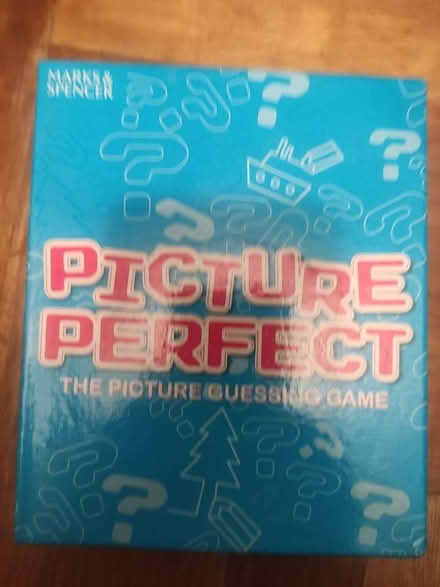 MARKS&
SPENCER
PICTURE
PERFECT
THE PICTURE GUESSING GAME